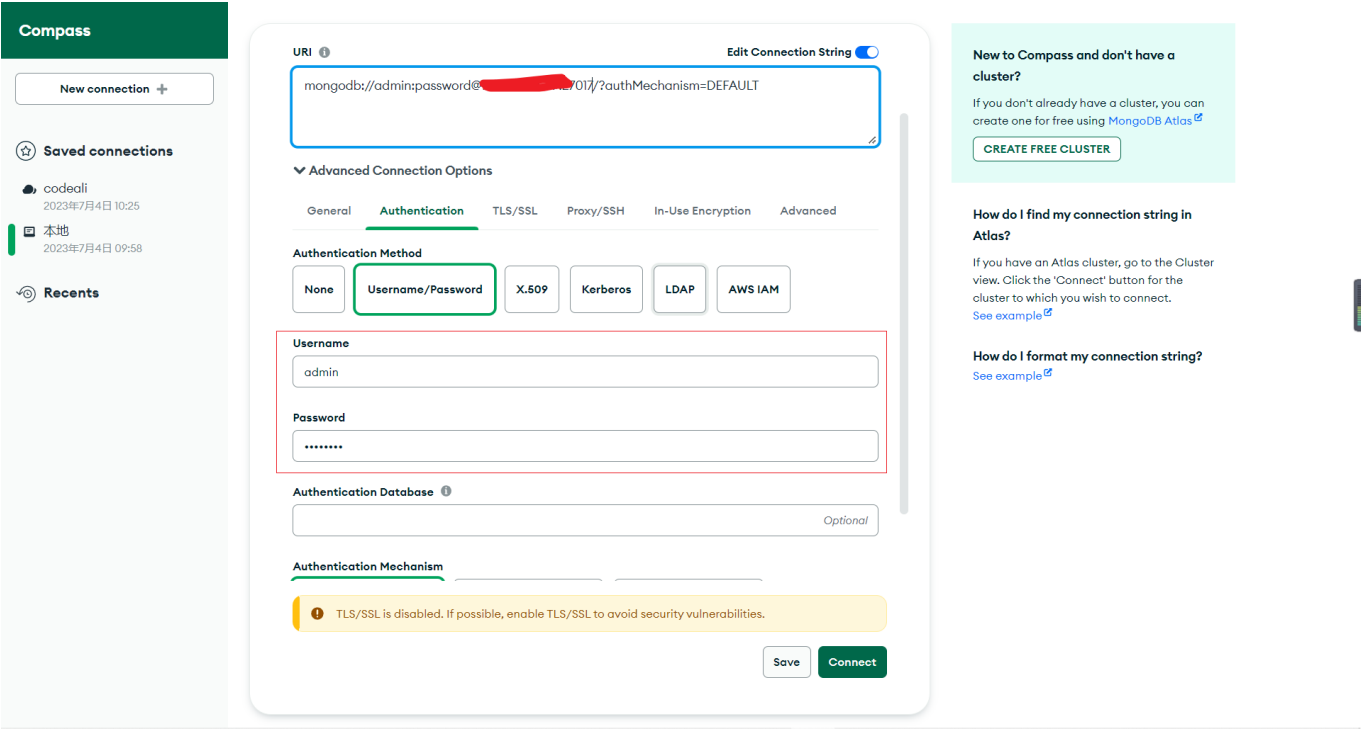 Compass
New connection +
Saved connections
codeali
2023年7月4日 10:25
本地
2023年7月4日 09:58
Recents
URI
Edit Connection String
mongodb://admin:password@ 7017/?authMechanism=DEFAULT
Advanced Connection Options
General
Authentication
TLS/SSL
Proxy/SSH
In-Use Encryption
Advanced
Authentication Method
None
Username/Password
X.509
Kerberos
LDAP
AWS IAM
Username
admin
Password
••••••••
Authentication Database
Optional
Authentication Mechanism
TLS/SSL is disabled. If possible, enable TLS/SSL to avoid security vulnerabilities.
Save
Connect
New to Compass and don't have a
cluster?
If you don't already have a cluster, you can
create one for free using MongoDB Atlas
CREATE FREE CLUSTER
How do I find my connection string in
Atlas?
If you have an Atlas cluster, go to the Cluster
view. Click the 'Connect' button for the
cluster to which you wish to connect.
See example
How do I format my connection string?
See example